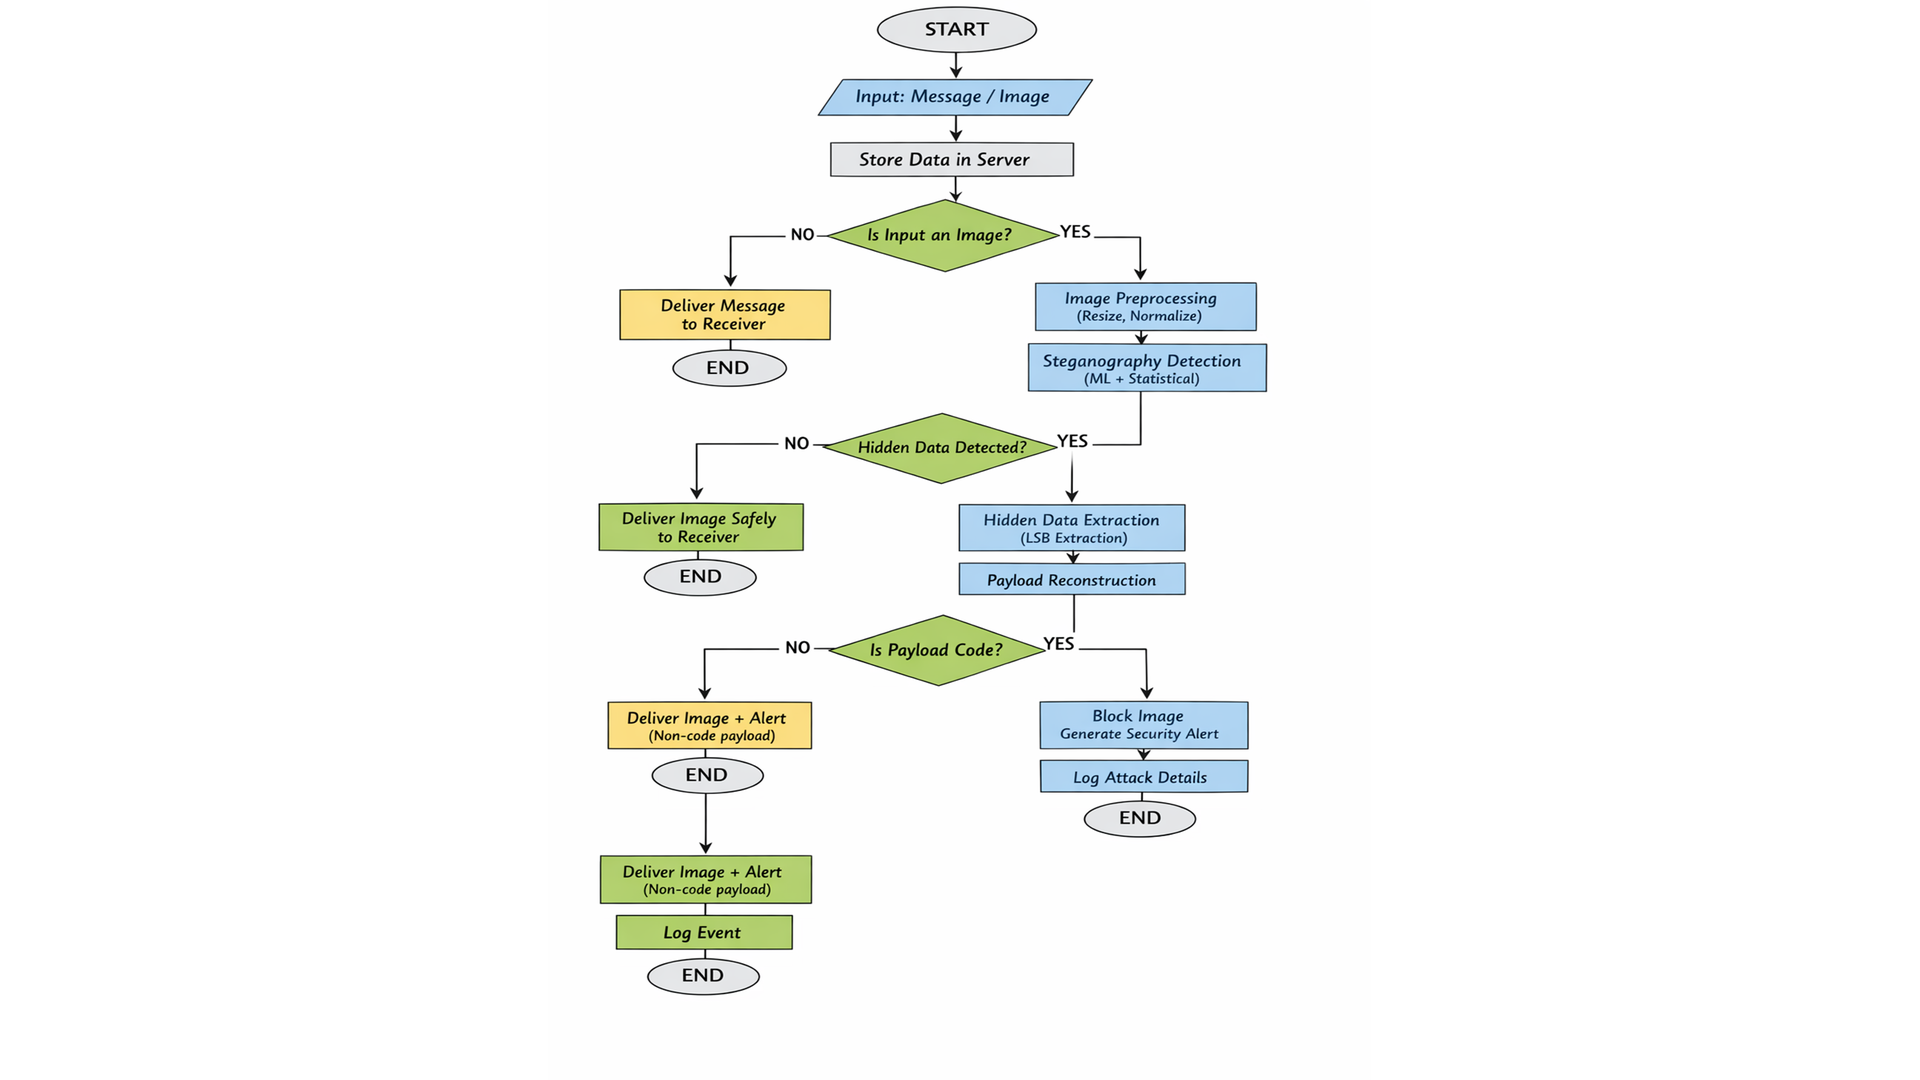 START
Input: Message / Image
Store Data in Server
Is Input an Image?
NO
YES
Deliver Message
to Receiver
END
Image Preprocessing
(Resize, Normalize)
Steganography Detection
(ML + Statistical)
Hidden Data Detected?
NO
YES
Deliver Image Safely
to Receiver
END
Hidden Data Extraction
(LSB Extraction)
Payload Reconstruction
Is Payload Code?
NO
YES
Deliver Image + Alert
(Non-code payload)
END
Block Image
Generate Security Alert
Log Attack Details
END
Deliver Image + Alert
(Non-code payload)
Log Event
END